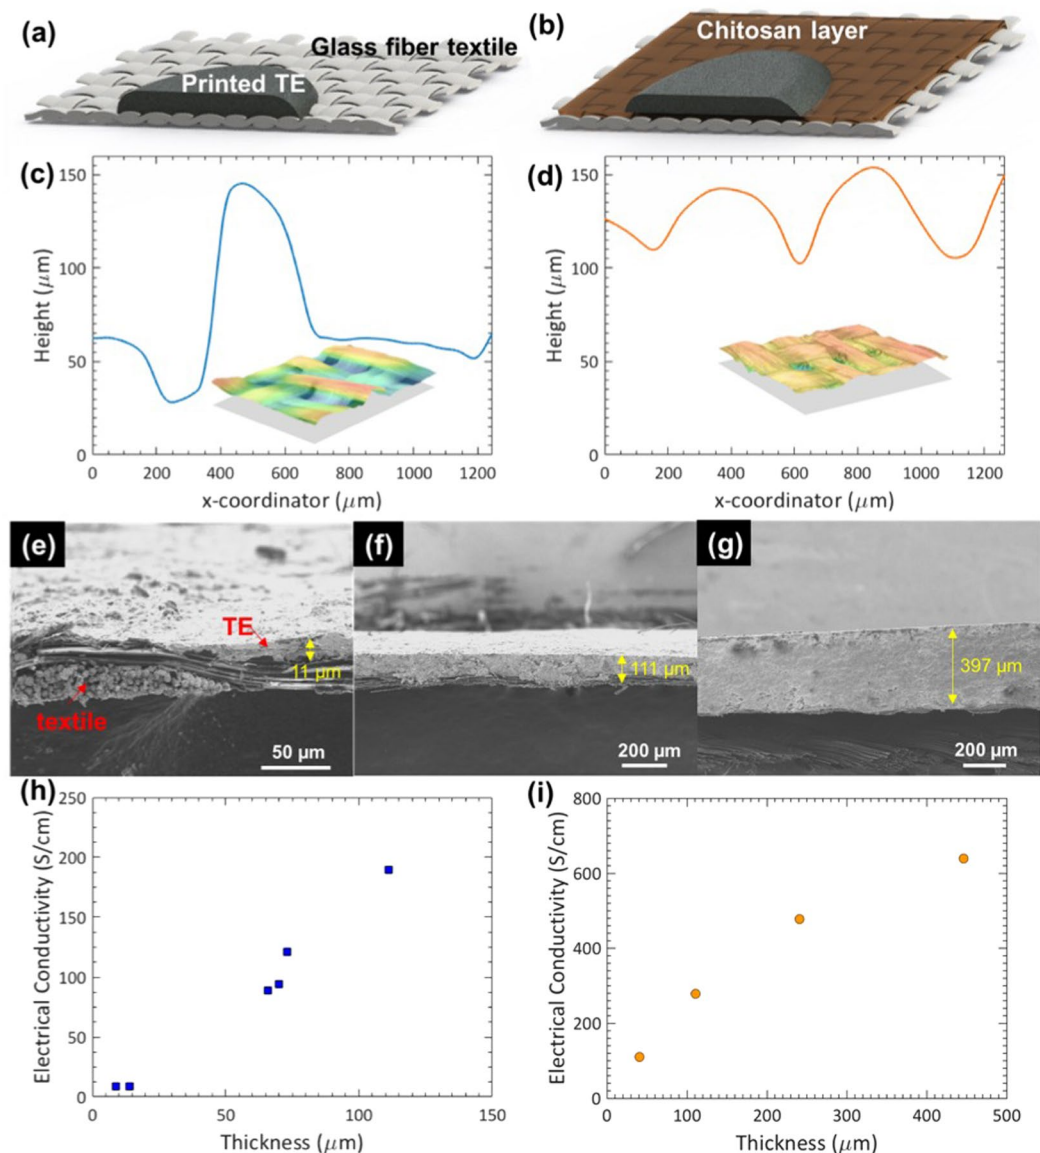 (a)
Glass fiber textile
Printed TE
(b)
Chitosan layer
(c)
150
100
50
0
Height (μm)
0 200 400 600 800 1000 1200
x-coordinator (μm)
(d)
150
100
50
0
Height (μm)
0 200 400 600 800 1000 1200
x-coordinator (μm)
(e)
TE
11 μm
textile
50 μm
(f)
111 μm
200 μm
(g)
397 μm
200 μm
(h)
250
200
150
100
50
0
Electrical Conductivity (S/cm)
0 50 100 150
Thickness (μm)
(i)
800
600
400
200
0
Electrical Conductivity (S/cm)
0 100 200 300 400 500
Thickness (μm)